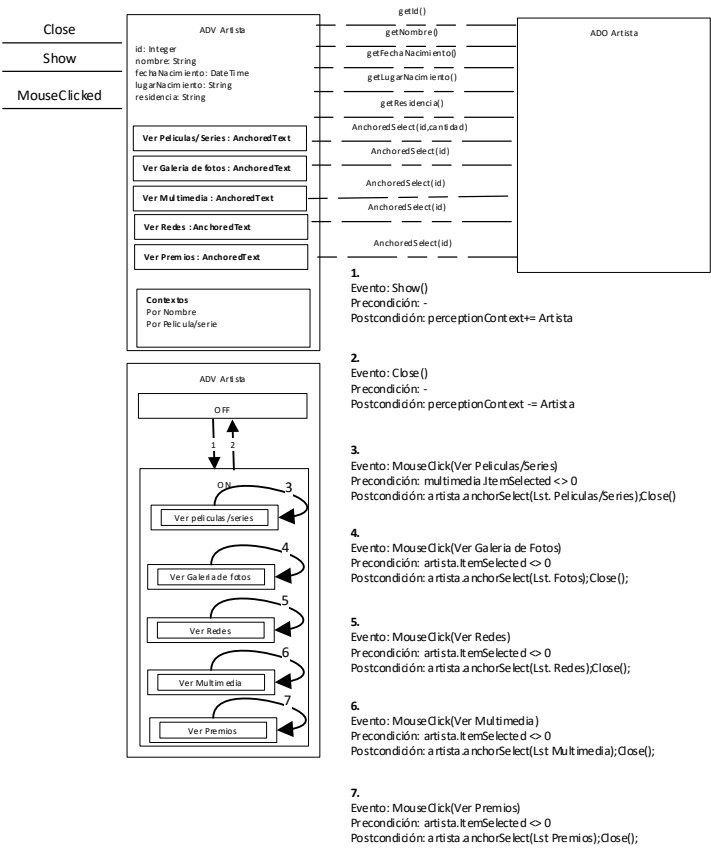 Close
Show
MouseClicked
ADV Artista
id: Integer
nombre: String
fechaNacimiento: DateTime
lugarNacimiento: String
residencia: String
Ver Peliculas/Series : AnchoredText
Ver Galeria de fotos : AnchoredText
Ver Multimedia : AnchoredText
Ver Redes : AnchoredText
Ver Premios : AnchoredText
Contextos
Por Nombre
Por Pelicula/serie
getId()
getNombre()
getFechaNacimiento()
getLugarNacimiento()
getResidencia()
AnchoredSelect(id,cantidad)
AnchoredSelect(id)
AnchoredSelect(id)
AnchoredSelect(id)
AnchoredSelect(id)
ADO Artista
ADV Artista
OFF
1 2
ON
3
Ver peliculas/series
4
Ver Galeria de fotos
5
Ver Redes
6
Ver Multimedia
7
Ver Premios
1.
Evento: Show()
Precondición: -
Postcondición: perceptionContext+= Artista
2.
Evento: Close()
Precondición: -
Postcondición: perceptionContext -= Artista
3.
Evento: MouseClick(Ver Peliculas/Series)
Precondición: multimedia.ItemSelected <> 0
Postcondición: artista.anchorSelect(Lst. Peliculas/Series);Close()
4.
Evento: MouseClick(Ver Galeria de Fotos)
Precondición: artista.ItemSelected <> 0
Postcondición: artista.anchorSelect(Lst. Fotos);Close();
5.
Evento: MouseClick(Ver Redes)
Precondición: artista.ItemSelected <> 0
Postcondición: artista.anchorSelect(Lst. Redes);Close();
6.
Evento: MouseClick(Ver Multimedia)
Precondición: artista.ItemSelected <> 0
Postcondición: artista.anchorSelect(Lst Multimedia);Close();
7.
Evento: MouseClick(Ver Premios)
Precondición: artista.ItemSelected <> 0
Postcondición: artista.anchorSelect(Lst Premios);Close();